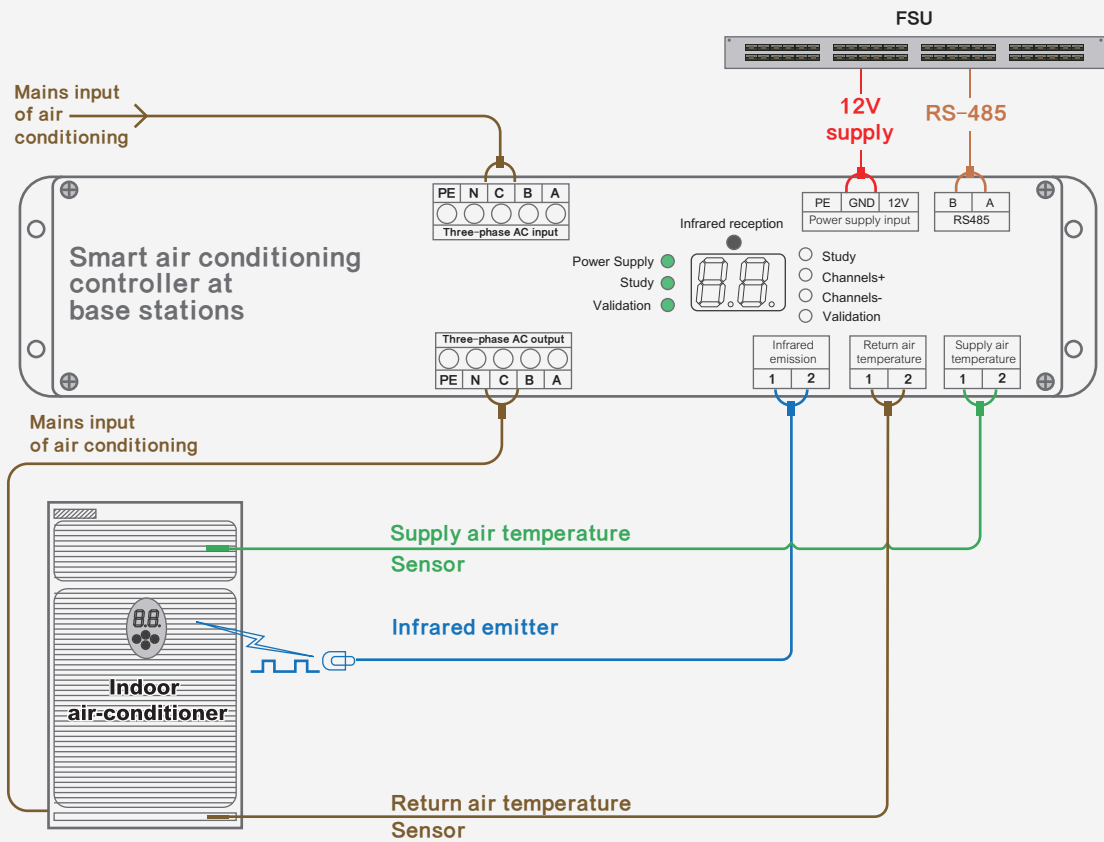 FSU
Mains input
of air
conditioning
12V
supply
RS-485
PE N C B A
Three-phase AC input
PE GND 12V
Power supply input
B A
RS485
Smart air conditioning
controller at
base stations
Infrared reception
Power Supply
Study
Validation
88
Study
Channels+
Channels-
Validation
Three-phase AC output
PE N C B A
Infrared
emission
1 2
Return air
temperature
1 2
Supply air
temperature
1 2
Mains input
of air conditioning
Supply air temperature
Sensor
8.8.
Infrared emitter
Indoor
air-conditioner
Return air temperature
Sensor